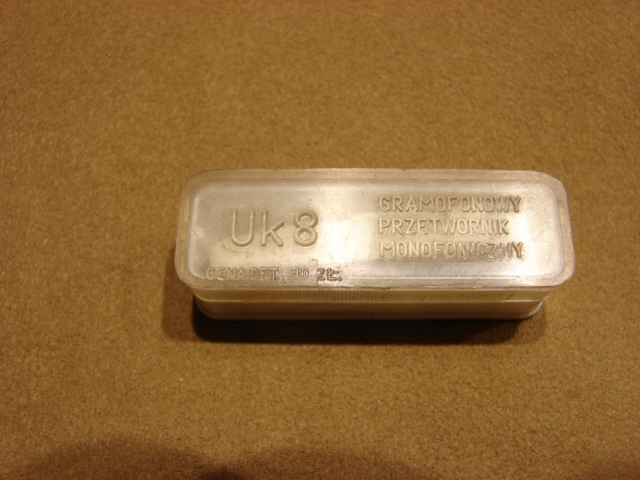 Uk 8
GRAMOFONOWY
PRZETWORNIK
MONOFONICZNY
CENA DET. 80 ZŁ.